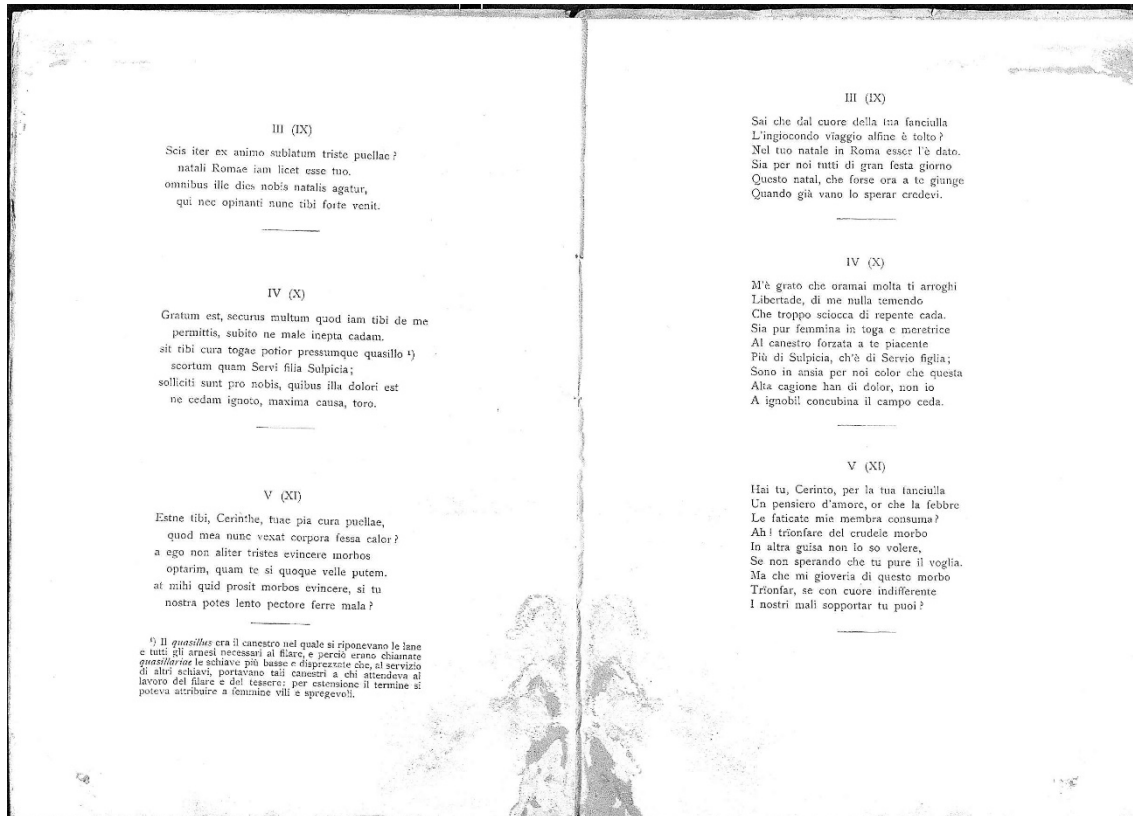 III (IX)
Scis iter ex animo sublatum triste puellae?
natali Romae iam licet esse tuo.
omnibus ille dies nobis natalis agatur,
qui nec opinanti nunc tibi forte venit.
IV (X)
Gratum est, securus multum quod iam tibi de me
permittis, subito ne male inepta cadam.
sit tibi cura togae potior pressumque quasillo ¹)
scortum quam Servi filia Sulpicia;
solliciti sunt pro nobis, quibus illa dolori est
ne cedam ignoto, maxima causa, toro.
V (XI)
Estne tibi, Cerinthe, tuae pia cura puellae,
quod mea nunc vexat corpora fessa calor?
a ego non aliter tristes evincere morbos
optarim, quam te si quoque velle putem.
at mihi quid prosit morbos evincere, si tu
nostra potes lento pectore ferre mala?
¹) Il quasillus era il canestro nel quale si riponevano le lane
e tutti gli arnesi necessari al filare, e perciò erano chiamate
quasillariae le schiave più basse e disprezzate che, al servizio
di altri schiavi, portavano tali canestri a chi attendeva al
lavoro del filare e del tessere: per estensione il termine si
poteva attribuire a femmine vili e spregevoli.
III (IX)
Sai che dal cuore della tua fanciulla
L'ingiocondo viaggio alfine è tolto?
Nel tuo natale in Roma esser l'è dato.
Sia per noi tutti di gran festa giorno
Questo natal, che forse ora a te giunge
Quando già vano lo sperar credevi.
IV (X)
M'è grato che oramai molta ti arroghi
Libertade, di me nulla temendo
Che troppo sciocca di repente cada.
Sia pur femmina in toga e meretrice
Al canestro forzata a te piacente
Più di Sulpicia, ch'è di Servio figlia;
Sono in ansia per noi color che questa
Alta cagione han di dolor, non io
A ignobil concubina il campo ceda.
V (XI)
Hai tu, Cerinto, per la tua fanciulla
Un pensiero d'amore, or che la febbre
Le faticate mie membra consuma?
Ah! trïonfare del crudele morbo
In altra guisa non io so volere,
Se non sperando che tu pure il voglia.
Ma che mi gioveria di questo morbo
Trïonfar, se con cuore indifferente
I nostri mali sopportar tu puoi?